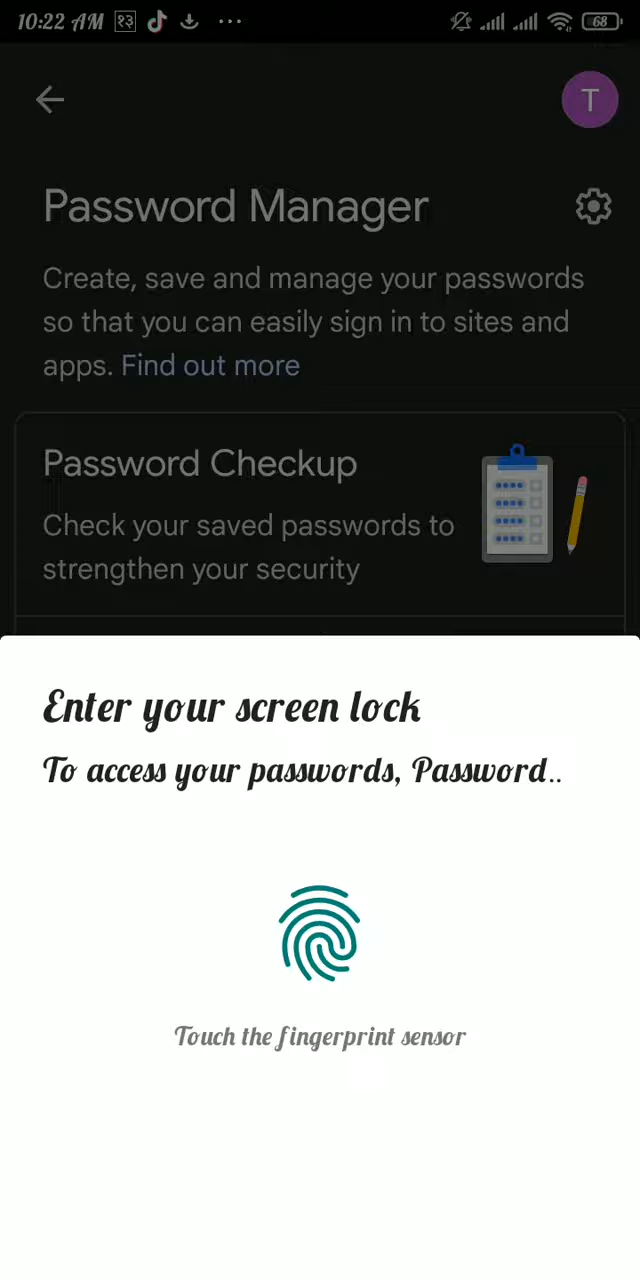 10:22 AM १३ ... 68
T
Password Manager
Create, save and manage your passwords
so that you can easily sign in to sites and
apps. Find out more
Password Checkup
Check your saved passwords to
strengthen your security
Enter your screen lock
To access your passwords, Password..
Touch the fingerprint sensor